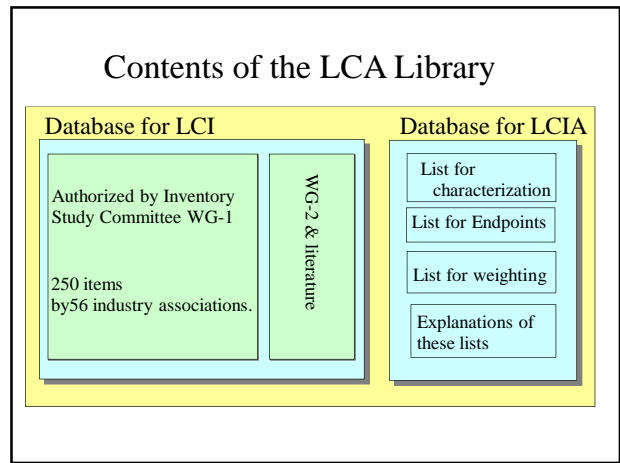 Contents of the LCA Library
Database for LCI
Authorized by Inventory
Study Committee WG-1
250 items
by56 industry associations.
WG-2 & literature
Database for LCIA
List for
characterization
List for Endpoints
List for weighting
Explanations of
these lists